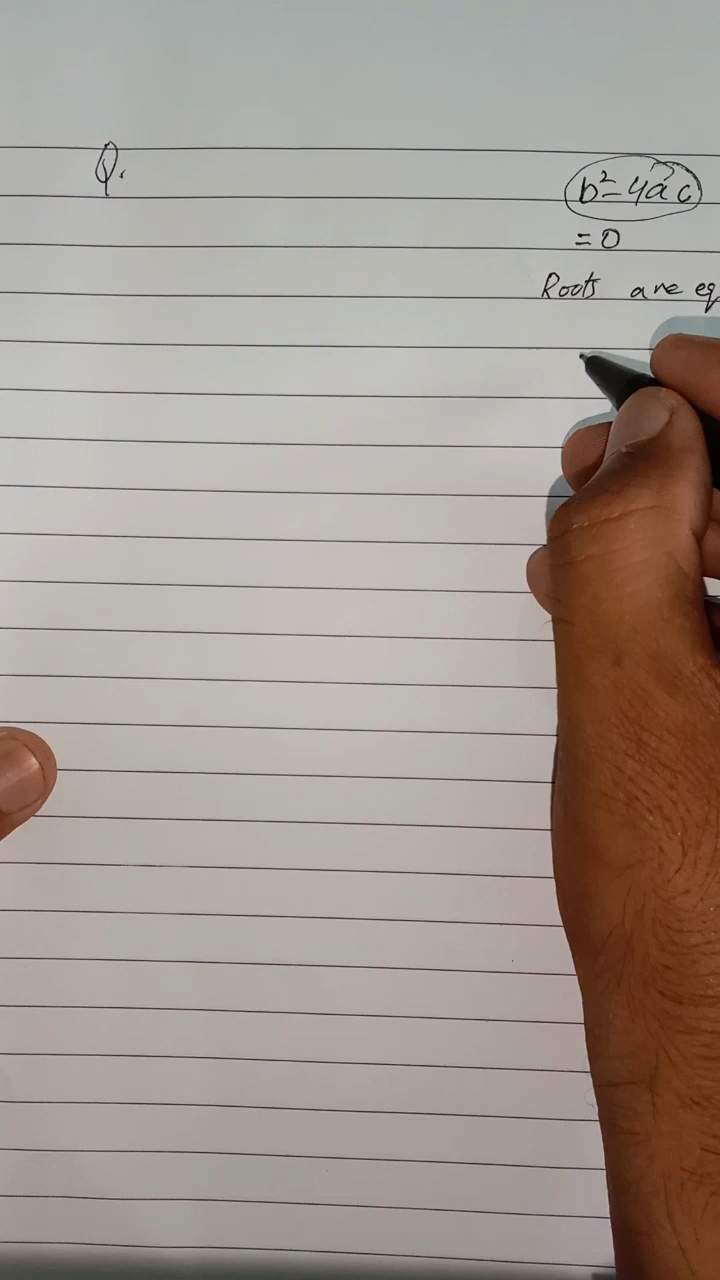 Q.
b²-4ac
= 0
Roots are eq